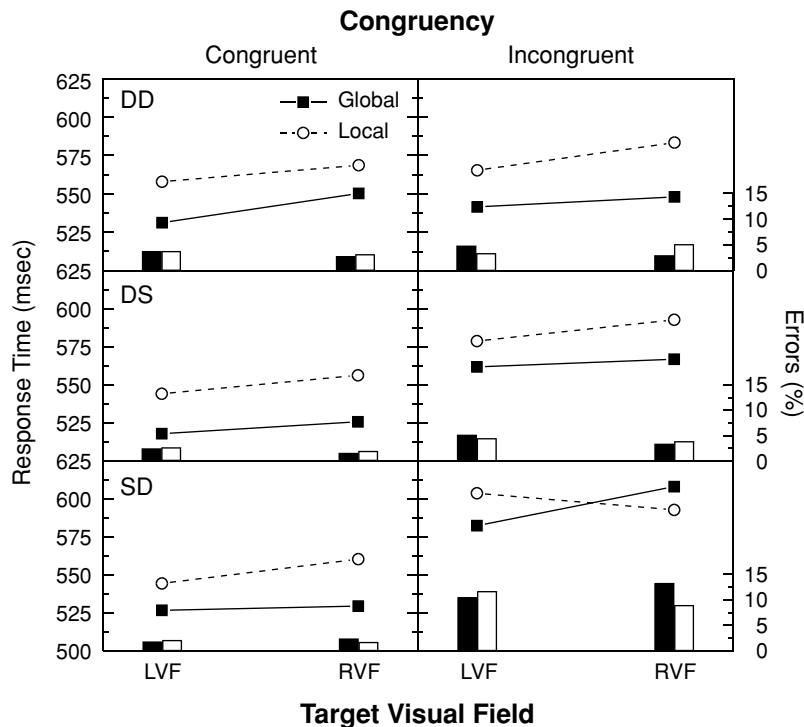 Congruency
Congruent Incongruent
625 DD Global
600 Local
575
550 15
525 10
5
625 0
DS
600
575
550 15
525 10
5
625 0
SD
600
575
550 15
525 10
5
500 0
LVF RVF LVF RVF
Target Visual Field
Response Time (msec)
Errors (%)